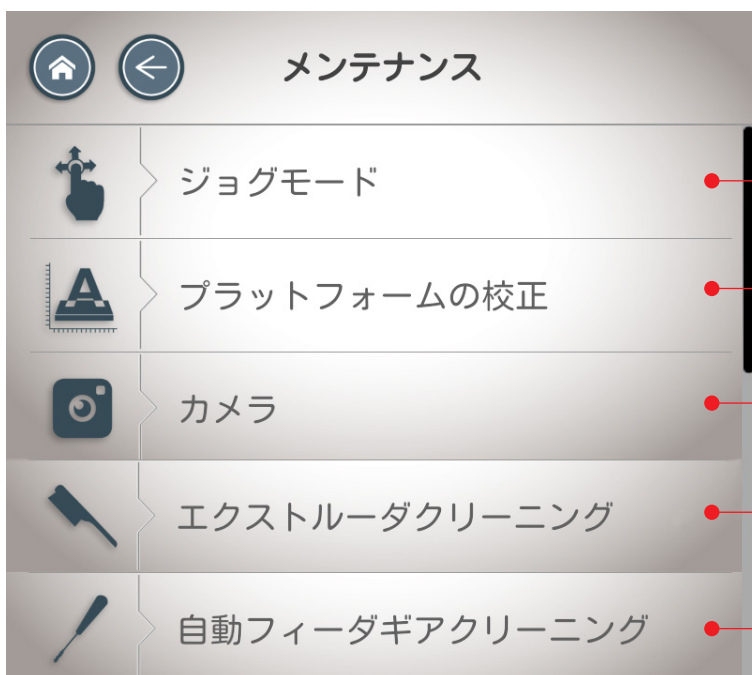 メンテナンス
ジョグモード
プラットフォームの校正
カメラ
エクストルーダクリーニング
自動フィーダギアクリーニング